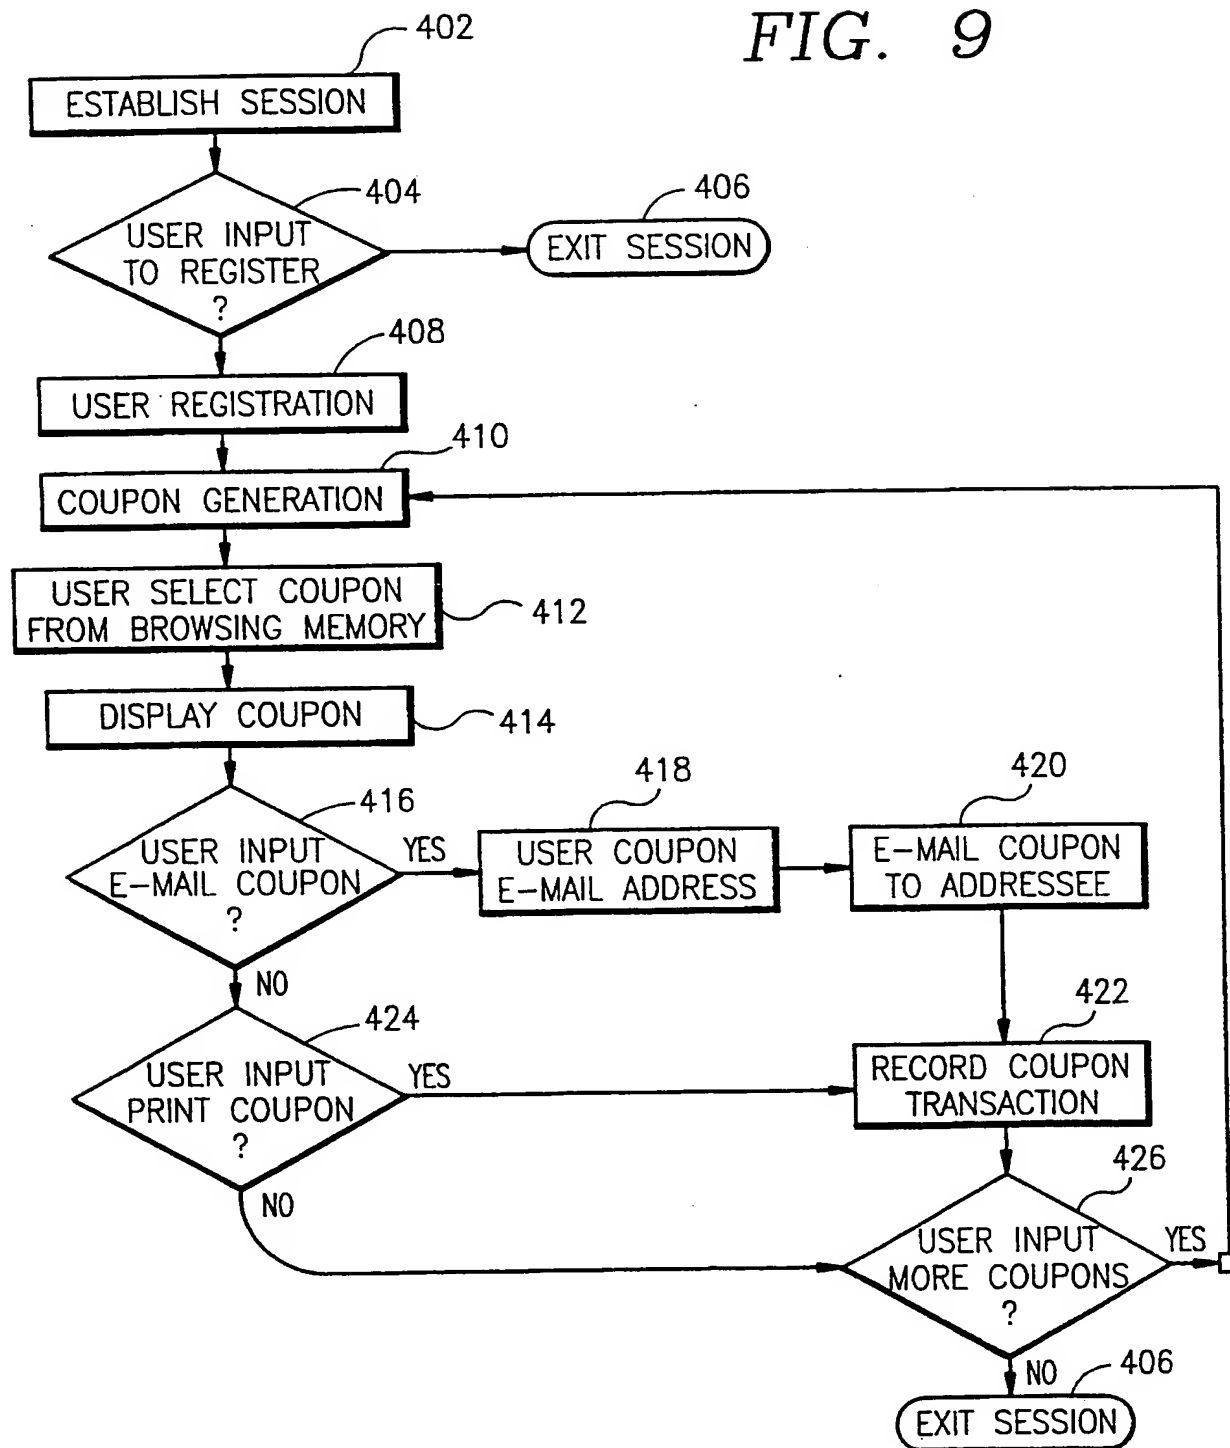 FIG. 9
402
ESTABLISH SESSION
404
USER INPUT
TO REGISTER
?
406
EXIT SESSION
408
USER REGISTRATION
410
COUPON GENERATION
USER SELECT COUPON
FROM BROWSING MEMORY
412
DISPLAY COUPON
414
416
USER INPUT
E-MAIL COUPON
?
YES
NO
418
USER COUPON
E-MAIL ADDRESS
420
E-MAIL COUPON
TO ADDRESSEE
424
USER INPUT
PRINT COUPON
?
YES
NO
422
RECORD COUPON
TRANSACTION
426
USER INPUT
MORE COUPONS
?
YES
NO
406
EXIT SESSION